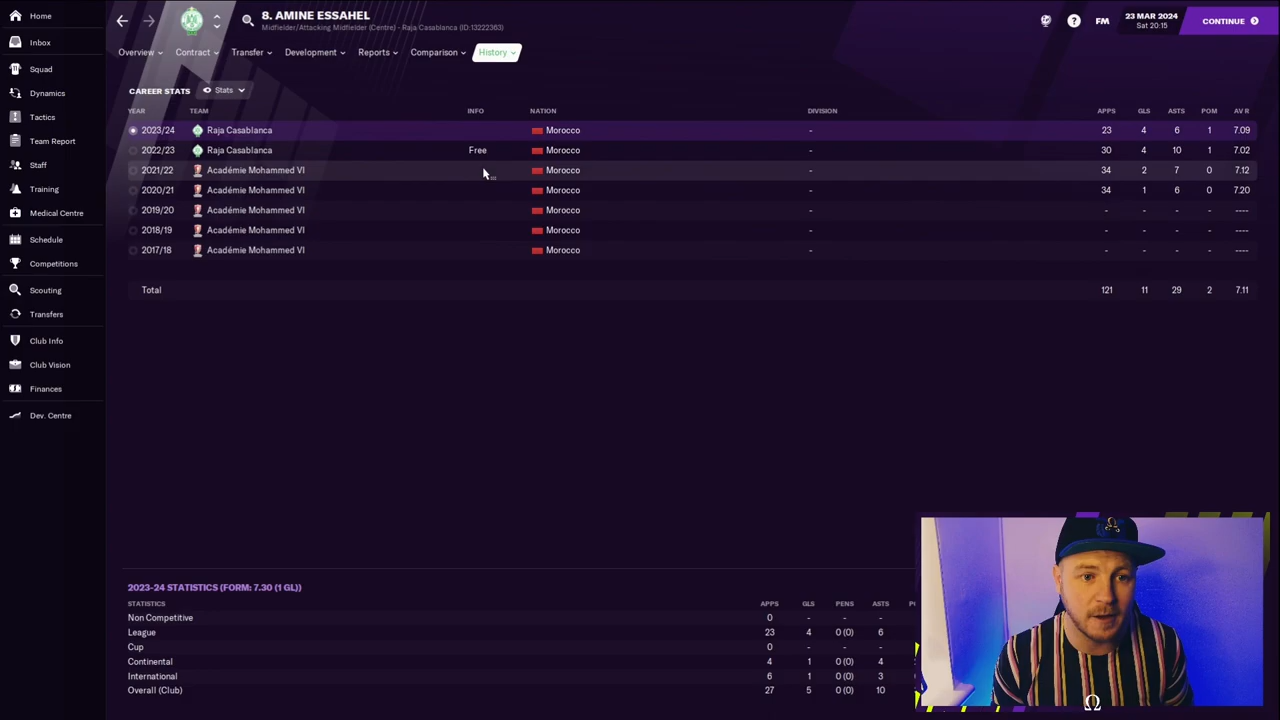 Home
Inbox
Squad
Dynamics
Tactics
Team Report
Staff
Training
Medical Centre
Schedule
Competitions
Scouting
Transfers
Club Info
Club Vision
Finances
Dev. Centre
8. AMINE ESSAHEL
Midfielder/Attacking Midfielder (Centre) - Raja Casablanca (ID:13222363)
? FM 23 MAR 2024 CONTINUE
Sat 20:15
Overview Contract Transfer Development Reports Comparison History
CAREER STATS Stats
YEAR TEAM INFO NATION DIVISION APPS GLS ASTS POM AV R
2023/24 Raja Casablanca Morocco - 23 4 6 1 7.09
2022/23 Raja Casablanca Free Morocco - 30 4 10 1 7.02
2021/22 Académie Mohammed VI Morocco - 34 2 7 0 7.12
2020/21 Académie Mohammed VI Morocco - 34 1 6 0 7.20
2019/20 Académie Mohammed VI Morocco - - - - - ----
2018/19 Académie Mohammed VI Morocco - - - - - ----
2017/18 Académie Mohammed VI Morocco - - - - - ----
Total 121 11 29 2 7.11
2023-24 STATISTICS (FORM: 7.30 (1 GL))
STATISTICS APPS GLS PENS ASTS
Non Competitive 0 - - -
League 23 4 0 (0) 6
Cup 0 - - -
Continental 4 1 0 (0) 4
International 6 1 0 (0) 3
Overall (Club) 27 5 0 (0) 10
Ω